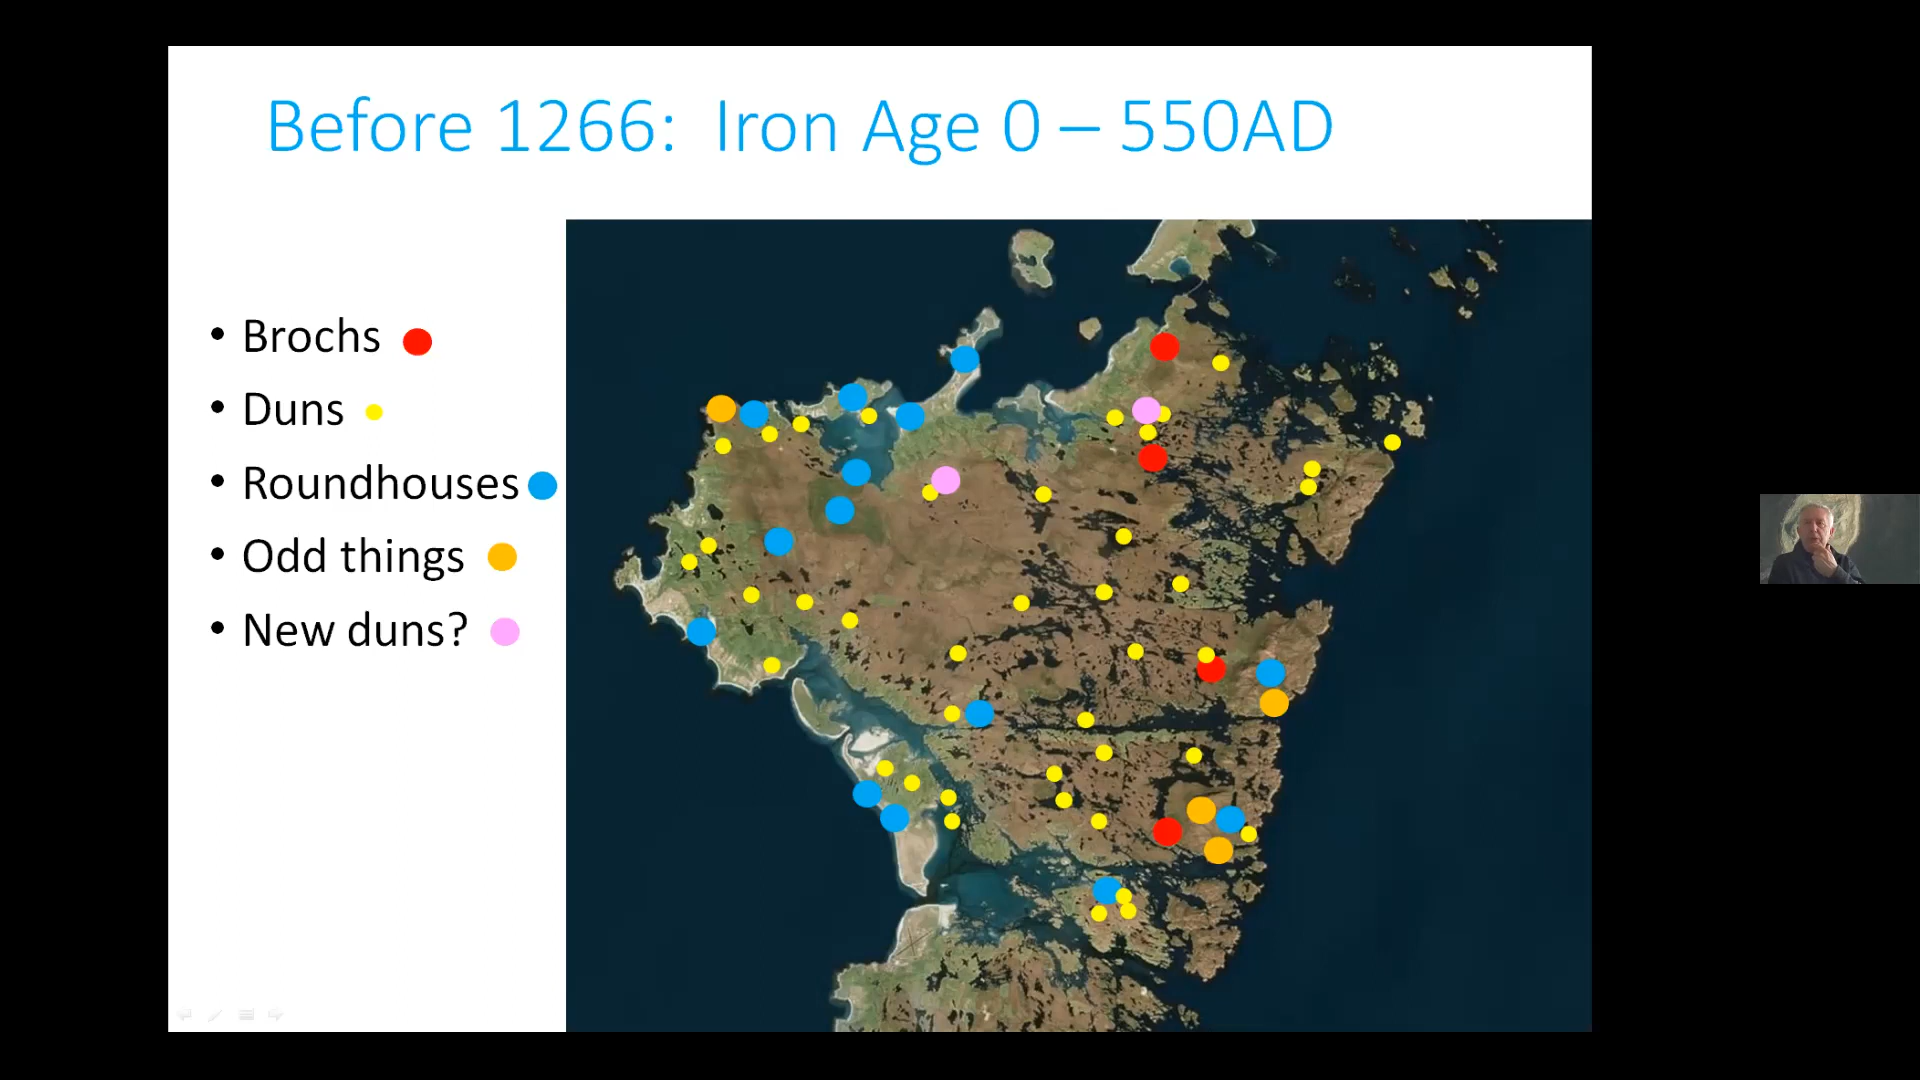 Before 1266: Iron Age 0 – 550AD
• Brochs
• Duns
• Roundhouses
• Odd things
• New duns?